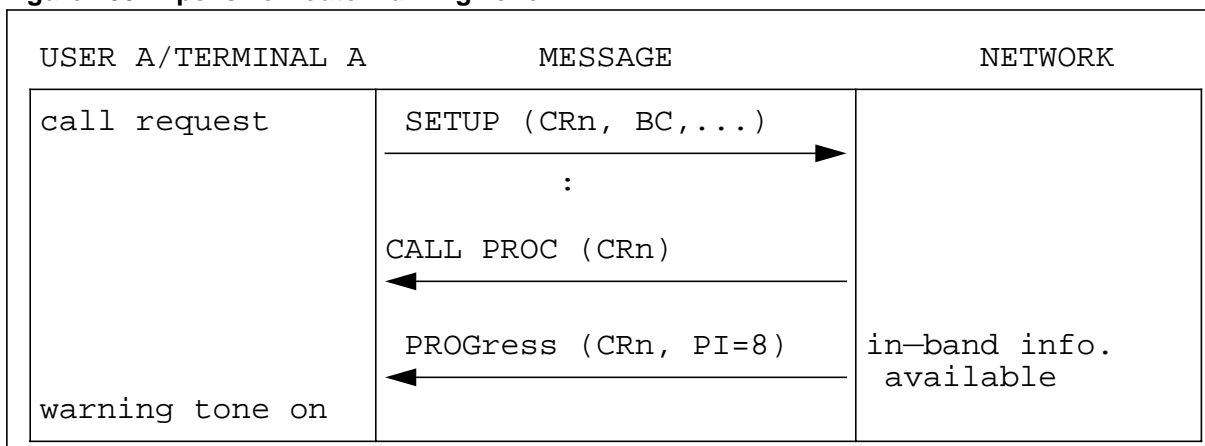 USER A/TERMINAL A MESSAGE NETWORK
call request SETUP (CRn, BC,...)
:
CALL PROC (CRn)
PROGress (CRn, PI=8) in—band info.
available
warning tone on